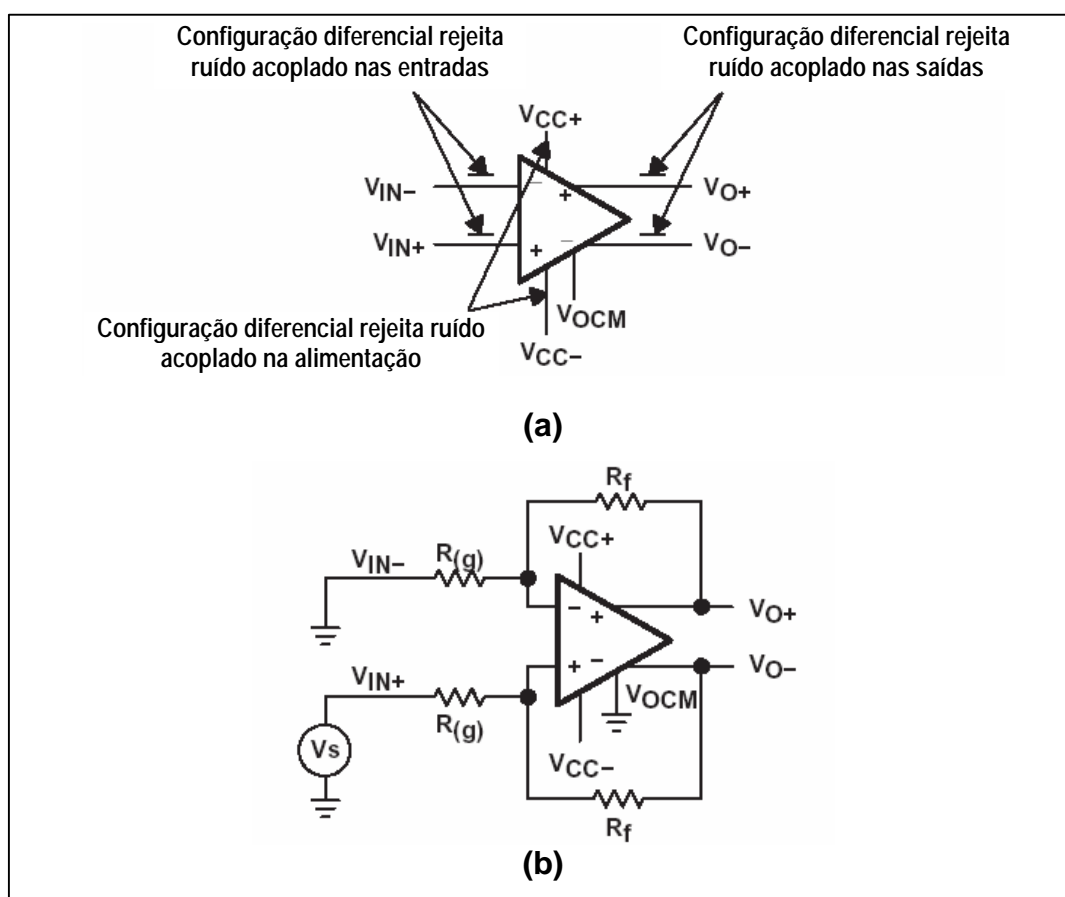 Configuração diferencial rejeita
ruído acoplado nas entradas
Configuração diferencial rejeita
ruído acoplado nas saídas
VCC+
VIN−
−
+
VO+
VIN+
+
−
VO−
VOCM
Configuração diferencial rejeita ruído
acoplado na alimentação
VCC−
(a)
Rf
VCC+
VIN−
R(g)
−
+
VO+
VIN+
R(g)
+
−
VO−
VOCM
Vs
VCC−
Rf
(b)